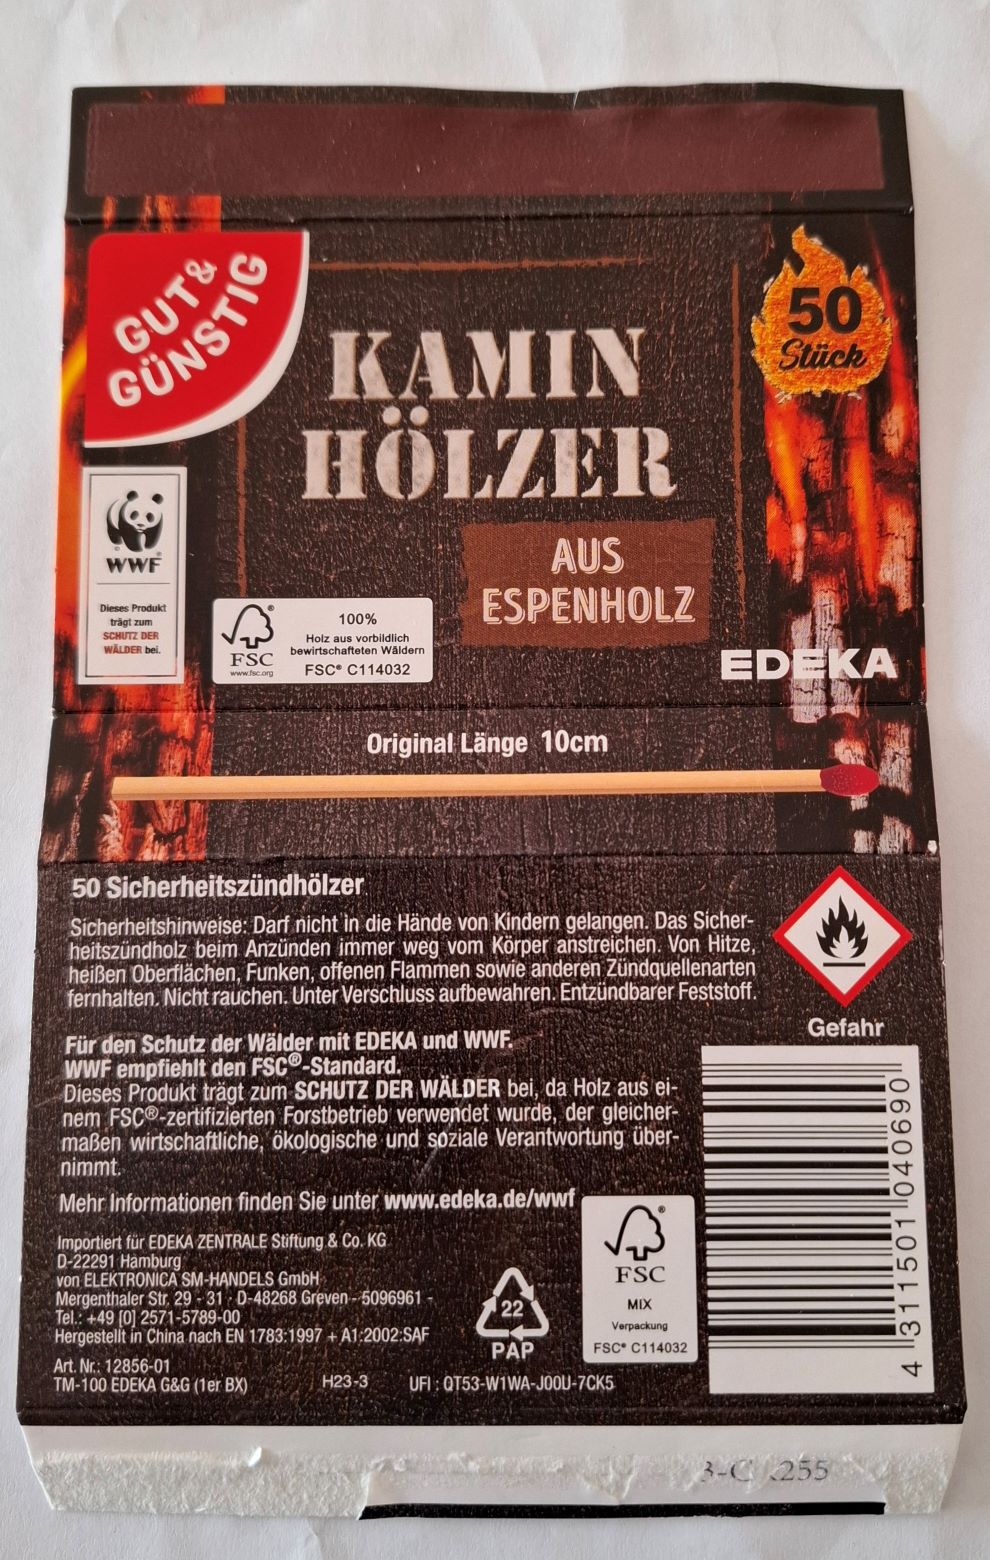 GUT&
GÜNSTIG
50
Stück
KAMIN
HÖLZER
AUS
ESPENHOLZ
WWF
Dieses Produkt
trägt zum
SCHUTZ DER
WÄLDER bei.
FSC®
www.fsc.org
100%
Holz aus vorbildlich
bewirtschafteten Wäldern
FSC® C114032
EDEKA
Original Länge 10cm
50 Sicherheitszündhölzer
Sicherheitshinweise: Darf nicht in die Hände von Kindern gelangen. Das Sicher-
heitszündholz beim Anzünden immer weg vom Körper anstreichen. Von Hitze,
heißen Oberflächen, Funken, offenen Flammen sowie anderen Zündquellenarten
fernhalten. Nicht rauchen. Unter Verschluss aufbewahren. Entzündbarer Feststoff.
Gefahr
Für den Schutz der Wälder mit EDEKA und WWF.
WWF empfiehlt den FSC®-Standard.
Dieses Produkt trägt zum SCHUTZ DER WÄLDER bei, da Holz aus ei-
nem FSC®-zertifizierten Forstbetrieb verwendet wurde, der gleicher-
maßen wirtschaftliche, ökologische und soziale Verantwortung über-
nimmt.
Mehr Informationen finden Sie unter www.edeka.de/wwf
Importiert für EDEKA ZENTRALE Stiftung & Co. KG
D-22291 Hamburg
von ELEKTRONICA SM-HANDELS GmbH
Mergenthaler Str. 29 - 31 · D-48268 Greven - 5096961 -
Tel.: +49 [0] 2571-5789-00
Hergestellt in China nach EN 1783:1997 + A1:2002:SAF
Art. Nr.: 12856-01
TM-100 EDEKA G&G (1er BX)
H23-3
UFI : QT53-W1WA-J00U-7CK5
22
PAP
FSC®
MIX
Verpackung
FSC® C114032
4 311501 040690
255